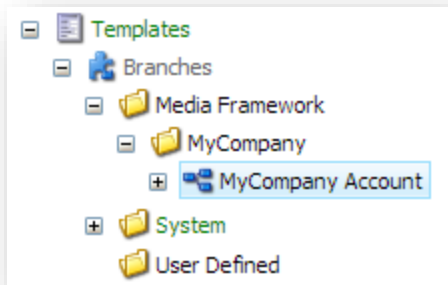 Templates
Branches
Media Framework
MyCompany
MyCompany Account
System
User Defined